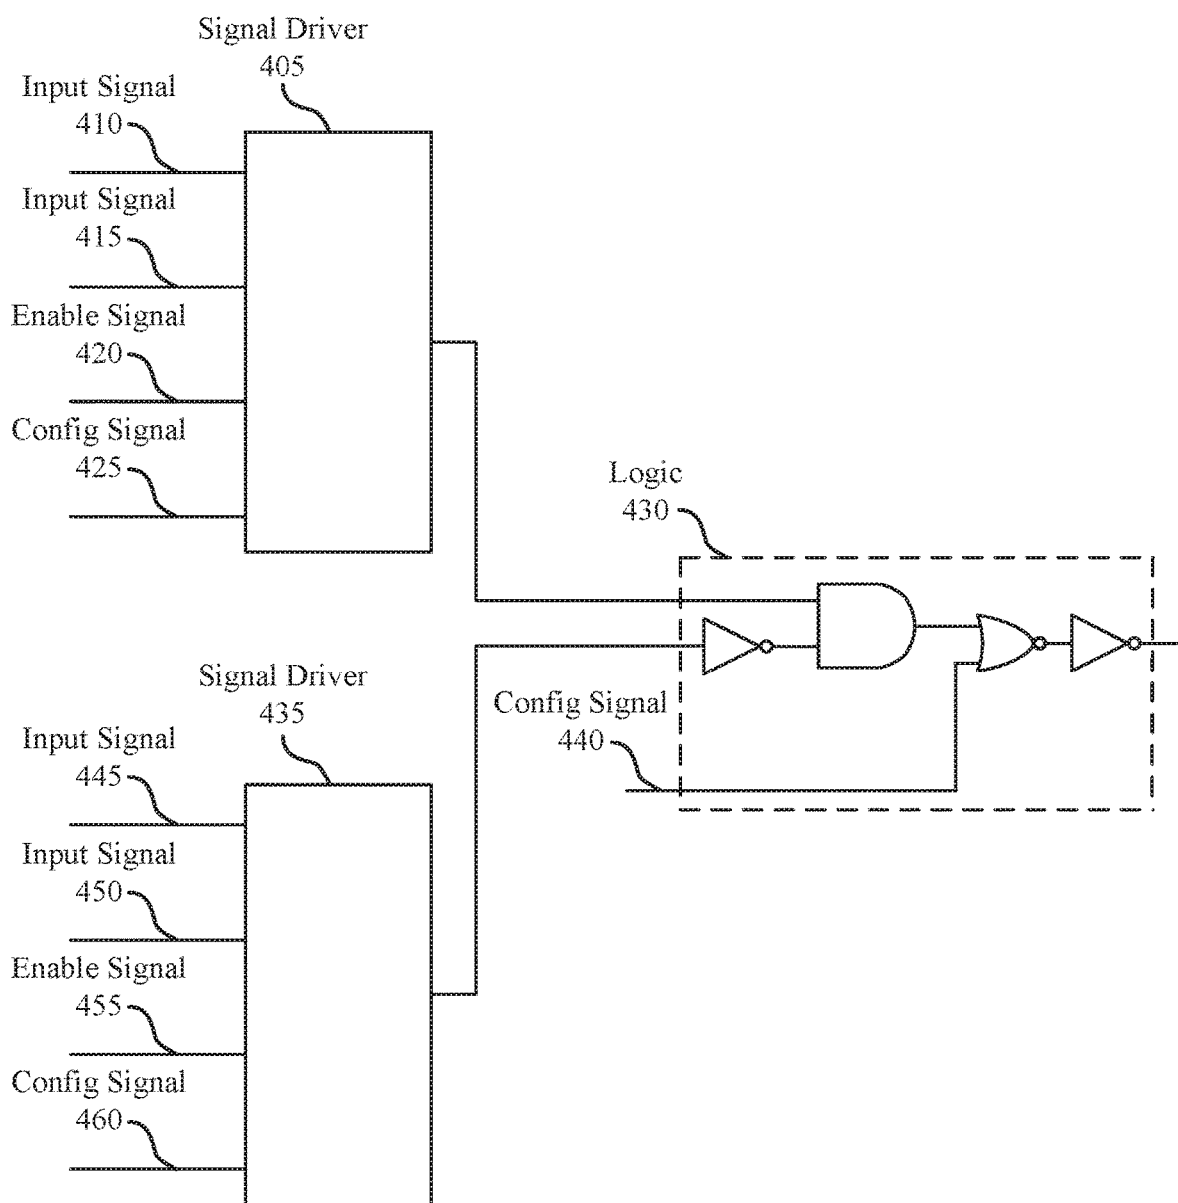 Signal Driver
405
Input Signal
410
Input Signal
415
Enable Signal
420
Config Signal
425
Logic
430
Signal Driver
435
Config Signal
440
Input Signal
445
Input Signal
450
Enable Signal
455
Config Signal
460